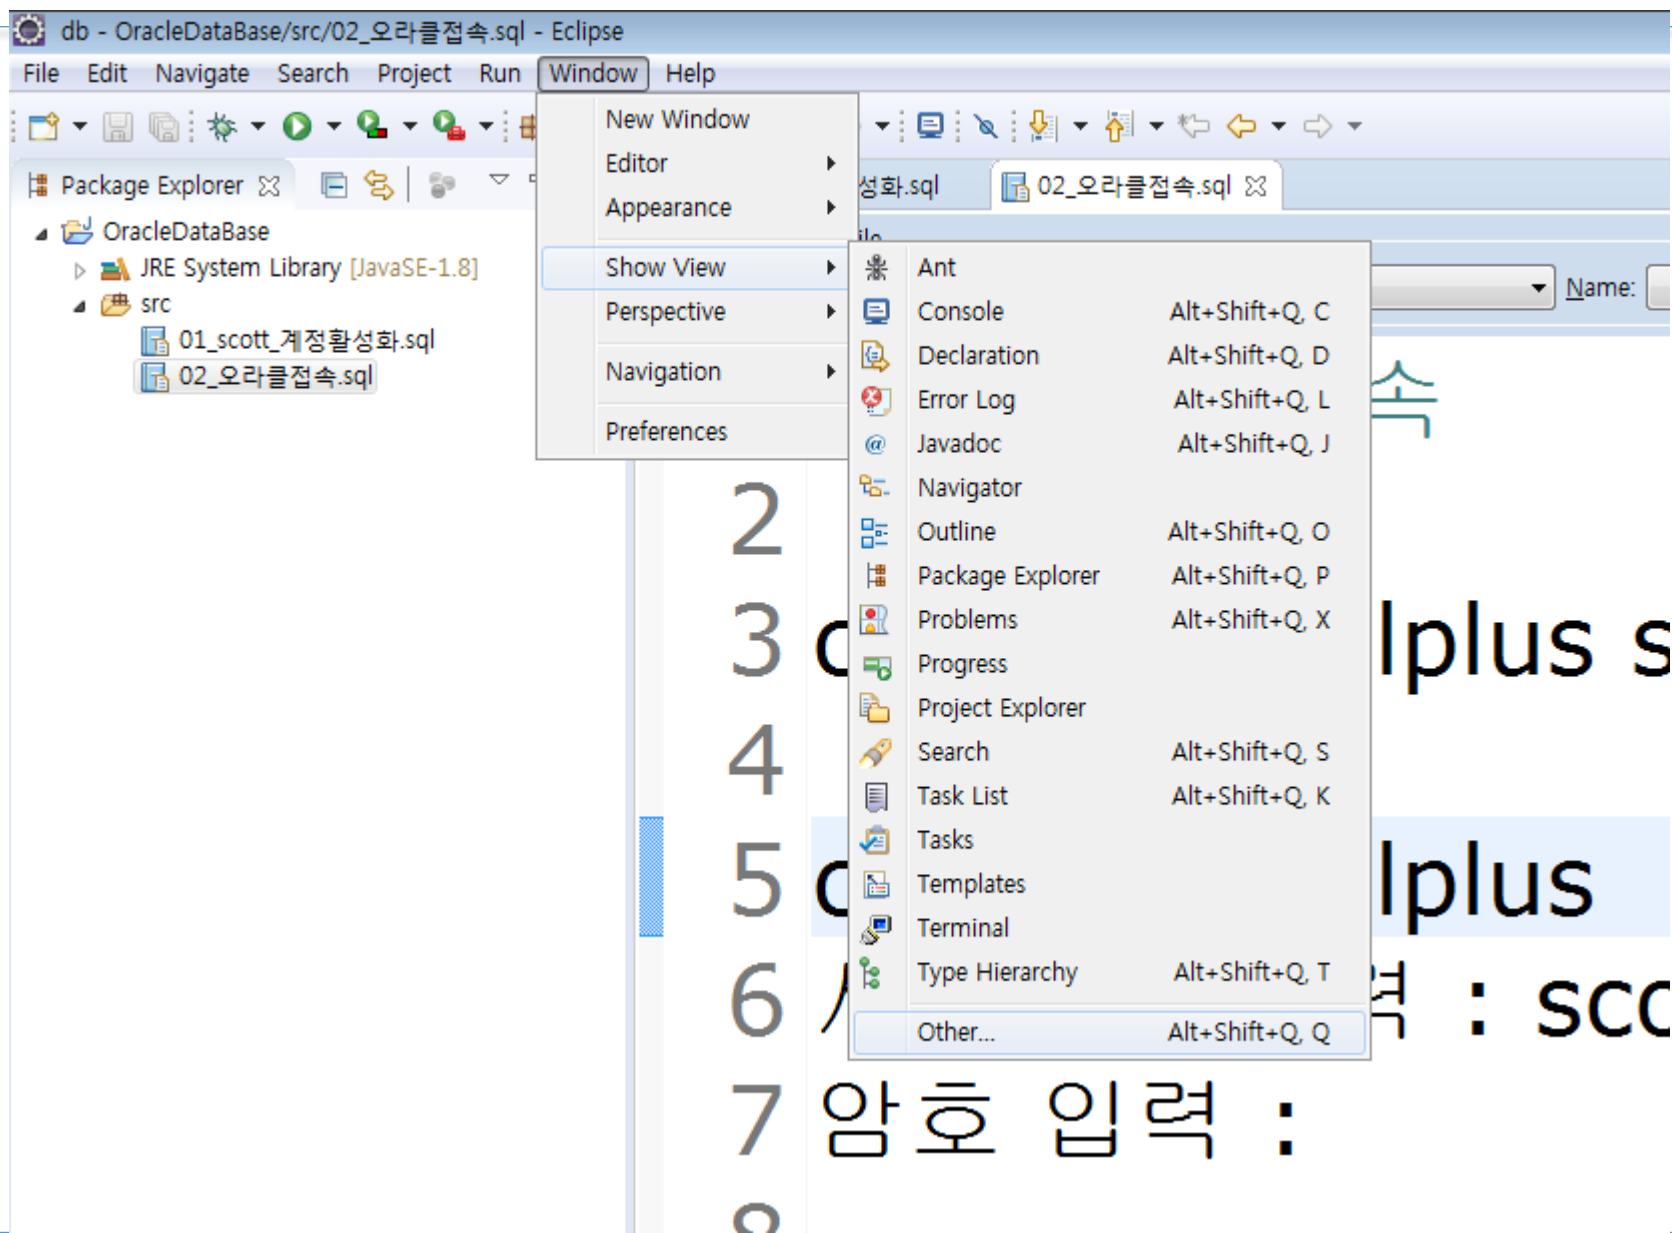 db - OracleDataBase/src/02_오라클접속.sql - Eclipse
File Edit Navigate Search Project Run Window Help
Package Explorer
OracleDataBase
JRE System Library [JavaSE-1.8]
src
01_scott_계정활성화.sql
02_오라클접속.sql
New Window
Editor
Appearance
Show View
Perspective
Navigation
Preferences
성화.sql
02_오라클접속.sql
Name:
Ant
Console Alt+Shift+Q, C
Declaration Alt+Shift+Q, D
Error Log Alt+Shift+Q, L
Javadoc Alt+Shift+Q, J
Navigator
Outline Alt+Shift+Q, O
Package Explorer Alt+Shift+Q, P
Problems Alt+Shift+Q, X
Progress
Project Explorer
Search Alt+Shift+Q, S
Task List Alt+Shift+Q, K
Tasks
Templates
Terminal
Type Hierarchy Alt+Shift+Q, T
Other... Alt+Shift+Q, Q
속
2
3 lplus s
4
5 lplus
6 : sco
7 암호 입력 :
8